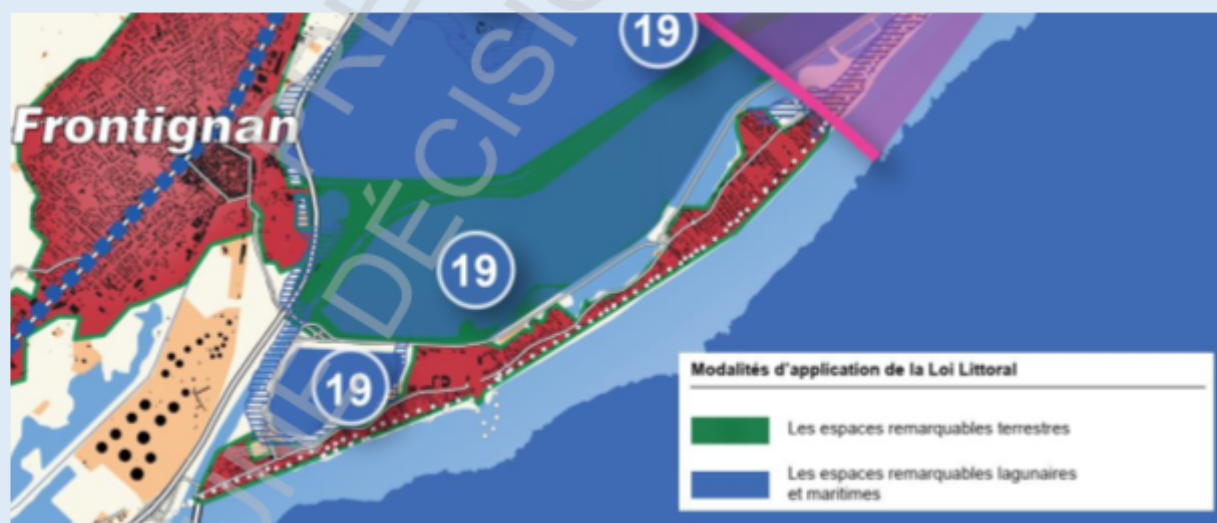 19
Frontignan
19
19
Modalités d'application de la Loi Littoral
Les espaces remarquables terrestres
Les espaces remarquables lagunaires
et maritimes